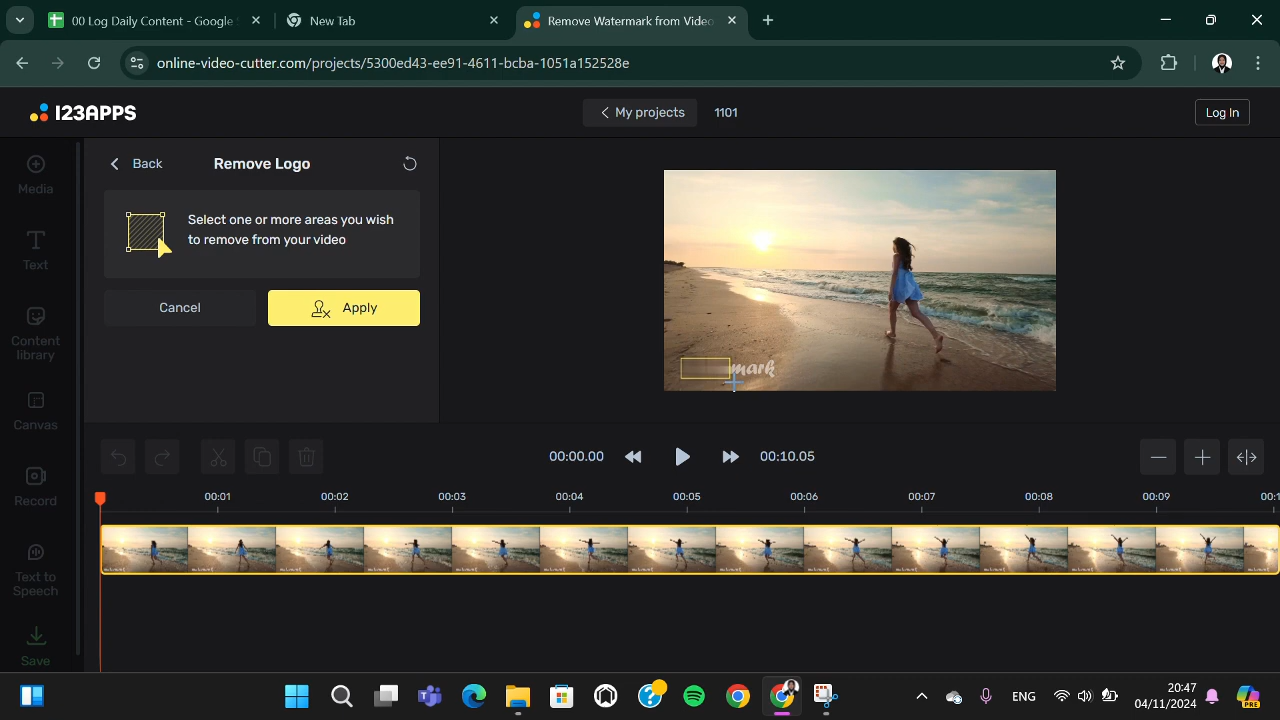 00 Log Daily Content - Google
New Tab
Remove Watermark from Video
online-video-cutter.com/projects/5300ed43-ee91-4611-bcba-1051a152528e
123APPS
My projects
1101
Log In
Media
Text
Content
library
Canvas
Record
Text to
Speech
Save
Back
Remove Logo
Select one or more areas you wish
to remove from your video
Cancel
Apply
mark
00:00.00
00:10.05
00:01 00:02 00:03 00:04 00:05 00:06 00:07 00:08 00:09 00:1
ENG
20:47
04/11/2024
PRE